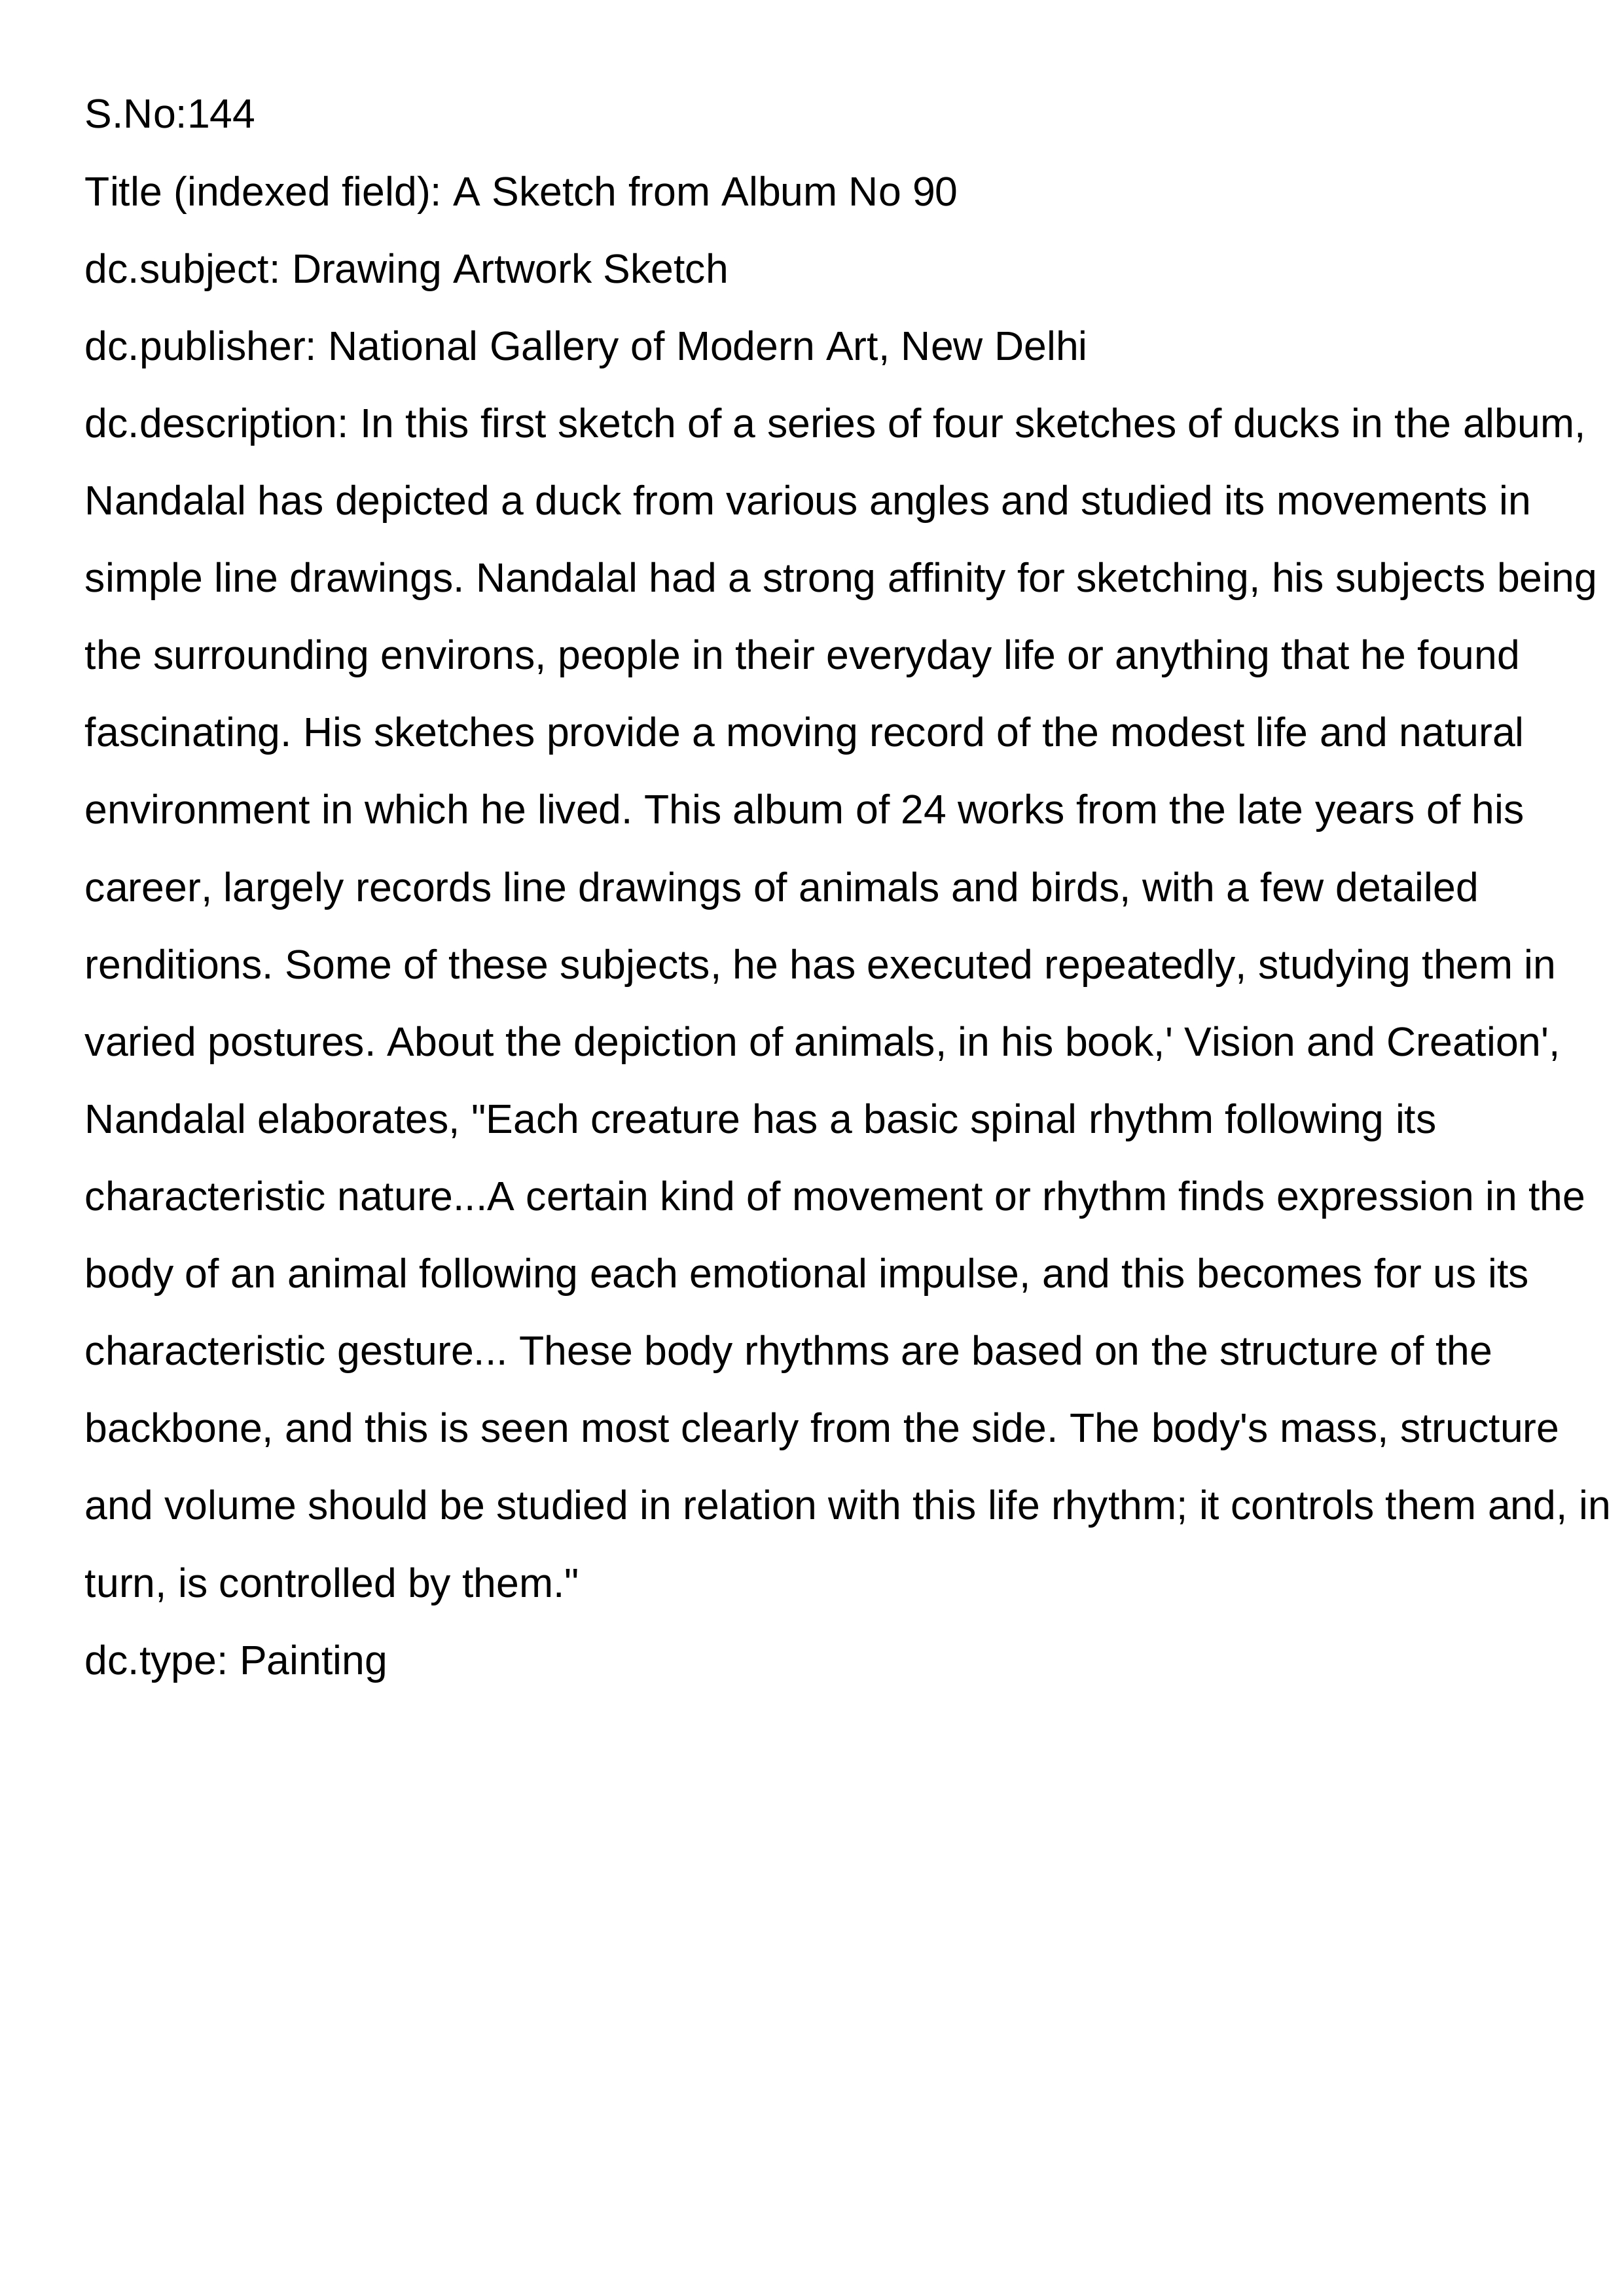 S.No:144
Title (indexed field): A Sketch from Album No 90
dc.subject: Drawing Artwork Sketch
dc.publisher: National Gallery of Modern Art, New Delhi
dc.description: In this first sketch of a series of four sketches of ducks in the album,
Nandalal has depicted a duck from various angles and studied its movements in
simple line drawings. Nandalal had a strong affinity for sketching, his subjects being
the surrounding environs, people in their everyday life or anything that he found
fascinating. His sketches provide a moving record of the modest life and natural
environment in which he lived. This album of 24 works from the late years of his
career, largely records line drawings of animals and birds, with a few detailed
renditions. Some of these subjects, he has executed repeatedly, studying them in
varied postures. About the depiction of animals, in his book,' Vision and Creation',
Nandalal elaborates, "Each creature has a basic spinal rhythm following its
characteristic nature...A certain kind of movement or rhythm finds expression in the
body of an animal following each emotional impulse, and this becomes for us its
characteristic gesture... These body rhythms are based on the structure of the
backbone, and this is seen most clearly from the side. The body's mass, structure
and volume should be studied in relation with this life rhythm; it controls them and, in
turn, is controlled by them."
dc.type: Painting